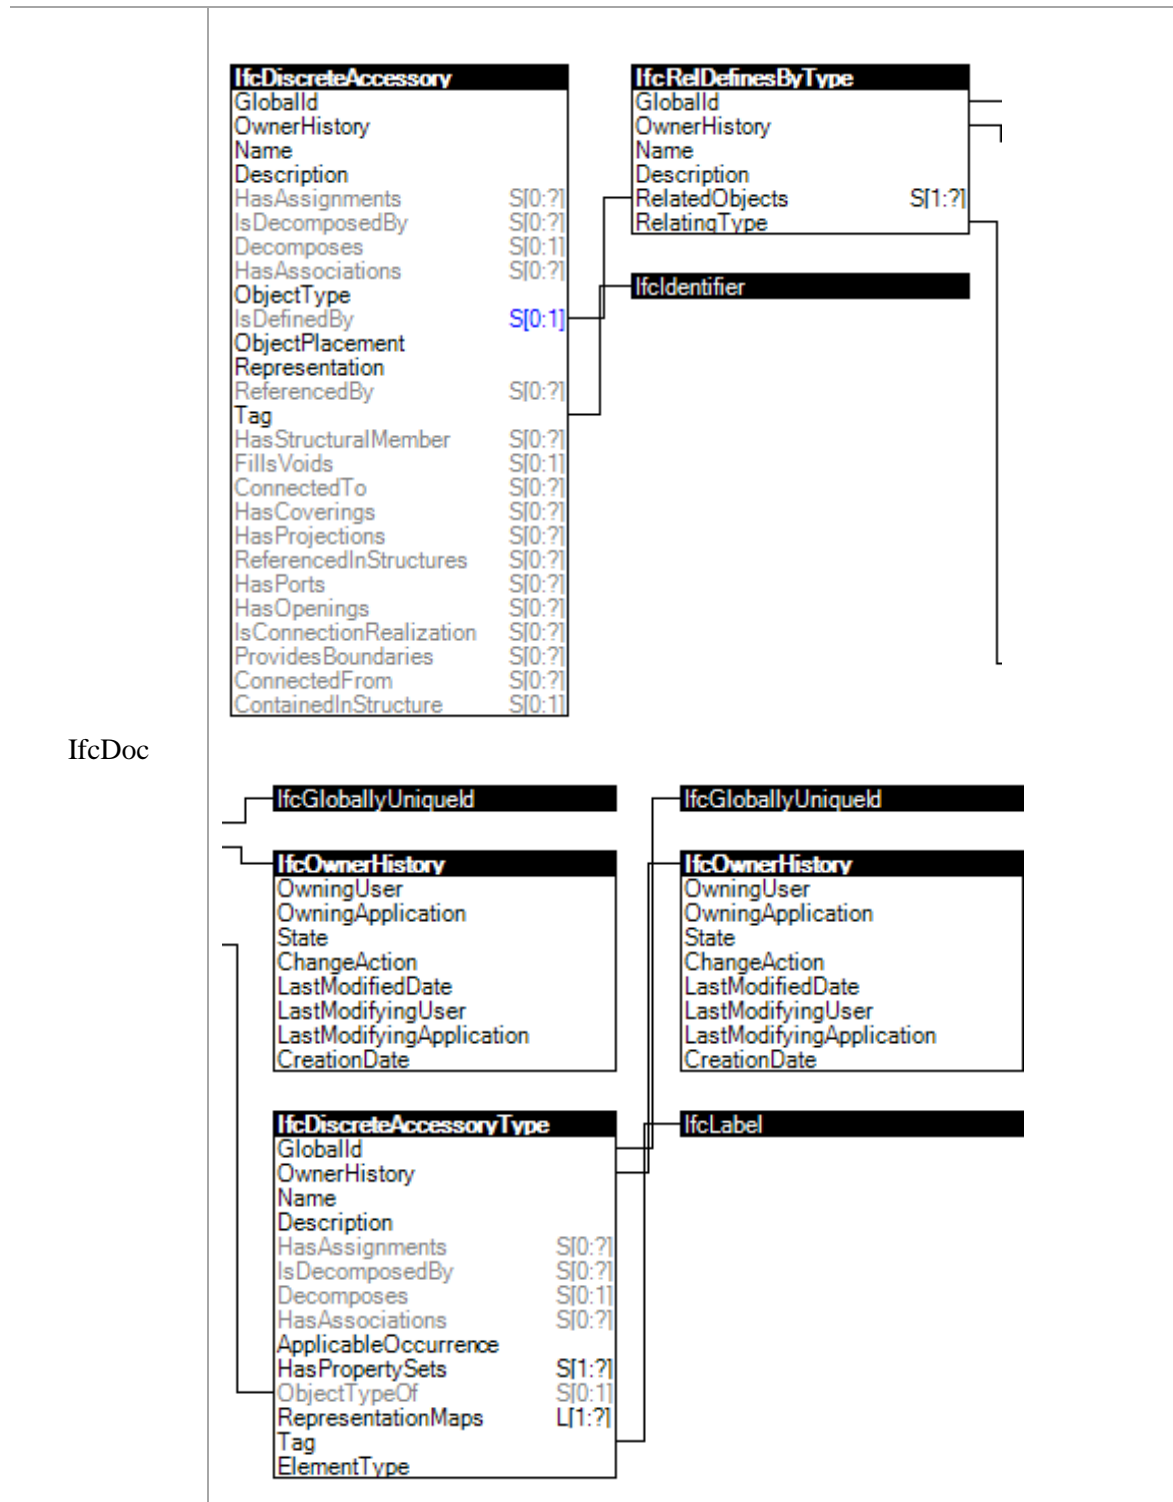 IfcDiscreteAccessory
GlobalId
OwnerHistory
Name
Description
HasAssignments S[0:?]
IsDecomposedBy S[0:?]
Decomposes S[0:1]
HasAssociations S[0:?]
ObjectType
IsDefinedBy S[0:1]
ObjectPlacement
Representation
ReferencedBy S[0:?]
Tag
HasStructuralMember S[0:?]
FillsVoids S[0:1]
ConnectedTo S[0:?]
HasCoverings S[0:?]
HasProjections S[0:?]
ReferencedInStructures S[0:?]
HasPorts S[0:?]
HasOpenings S[0:?]
IsConnectionRealization S[0:?]
ProvidesBoundaries S[0:?]
ConnectedFrom S[0:?]
ContainedInStructure S[0:1]
IfcRelDefinesByType
GlobalId
OwnerHistory
Name
Description
RelatedObjects S[1:?]
RelatingType
IfcIdentifier
IfcDoc
IfcGloballyUniqueId
IfcOwnerHistory
OwningUser
OwningApplication
State
ChangeAction
LastModifiedDate
LastModifyingUser
LastModifyingApplication
CreationDate
IfcDiscreteAccessoryType
GlobalId
OwnerHistory
Name
Description
HasAssignments S[0:?]
IsDecomposedBy S[0:?]
Decomposes S[0:1]
HasAssociations S[0:?]
ApplicableOccurrence
HasPropertySets S[1:?]
ObjectTypeOf S[0:1]
RepresentationMaps L[1:?]
Tag
ElementType
IfcGloballyUniqueId
IfcOwnerHistory
OwningUser
OwningApplication
State
ChangeAction
LastModifiedDate
LastModifyingUser
LastModifyingApplication
CreationDate
IfcLabel